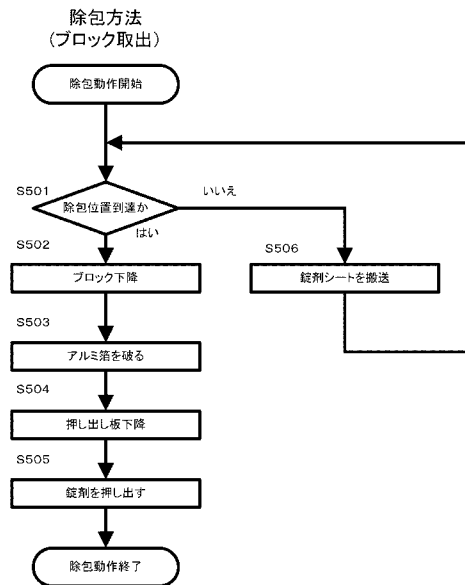 除包方法
(ブロック取出)
除包動作開始
S501
除包位置到達か
いいえ
はい
S502
ブロック下降
S506
錠剤シートを搬送
S503
アルミ箔を破る
S504
押し出し板下降
S505
錠剤を押し出す
除包動作終了